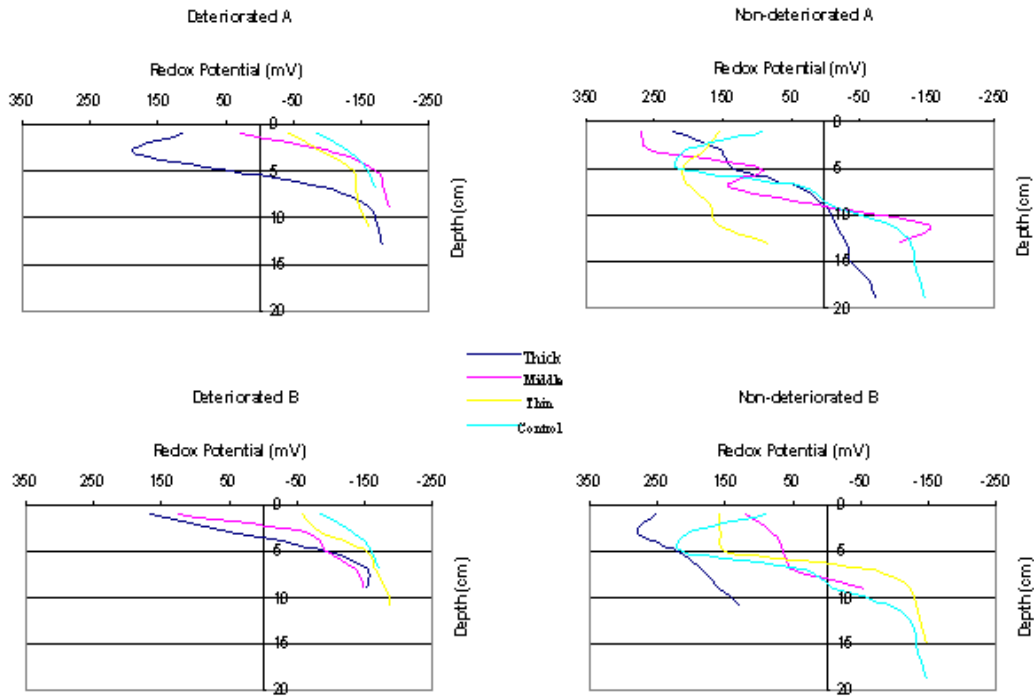 Deteriorated A
Redox Potential (mV)
350 250 150 50 -50 -150 -250
0
5
10
15
20
Depth (cm)
Non-deteriorated A
Redox Potential (mV)
350 250 150 50 -50 -150 -250
0
5
10
15
20
Depth (cm)
Thick
Middle
Thin
Control
Deteriorated B
Redox Potential (mV)
350 250 150 50 -50 -150 -250
0
5
10
15
20
Depth (cm)
Non-deteriorated B
Redox Potential (mV)
350 250 150 50 -50 -150 -250
0
5
10
15
20
Depth (cm)